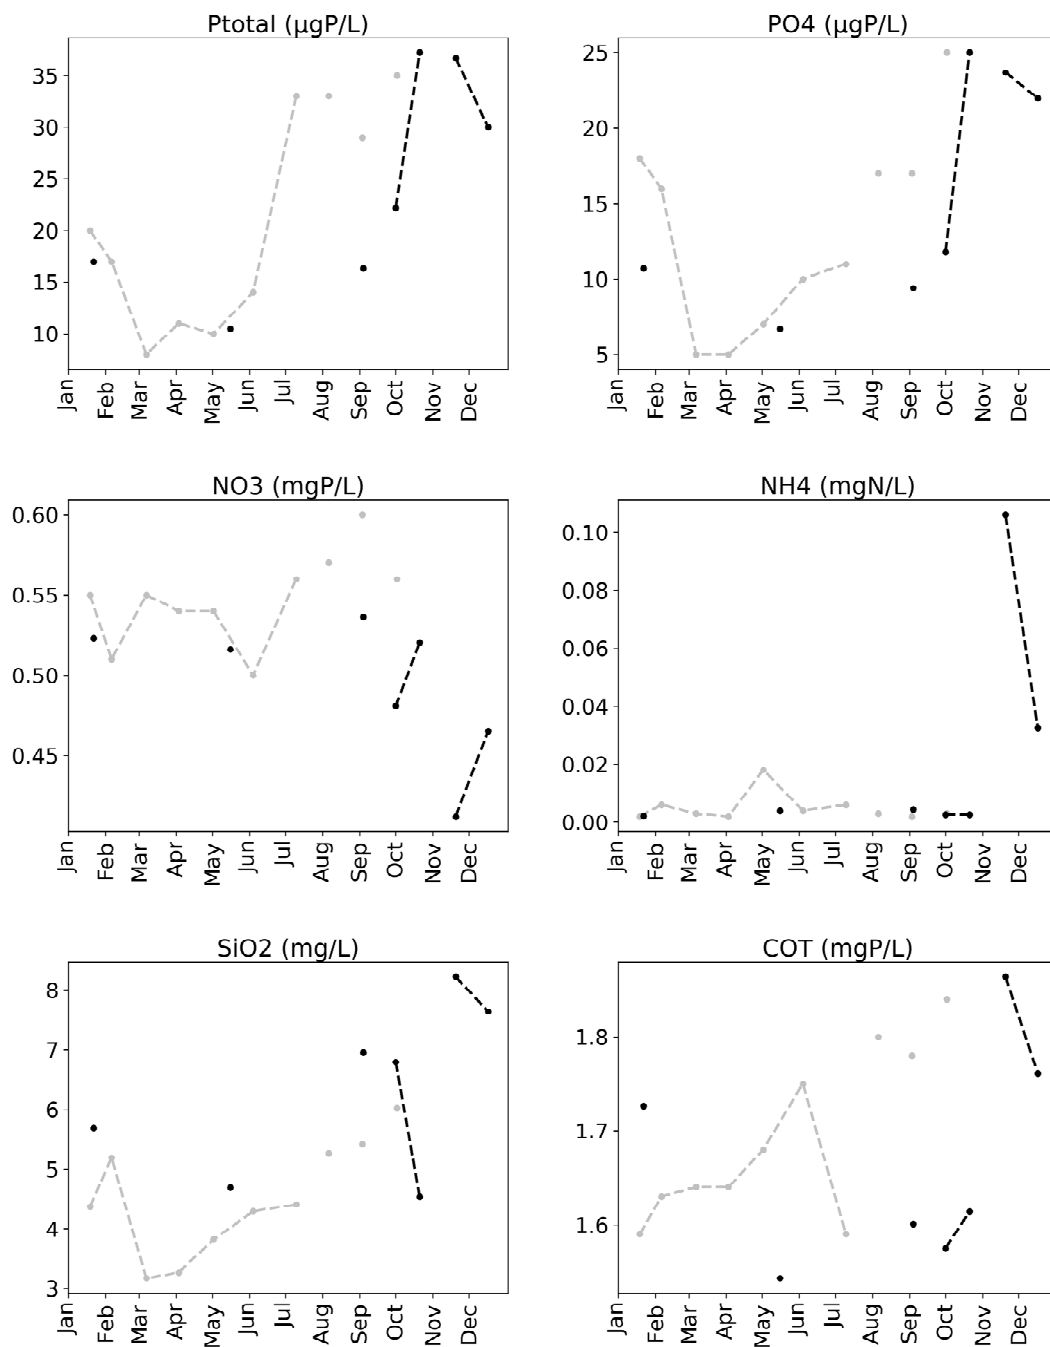 Ptotal (µgP/L)
35
30
25
20
15
10
Jan Feb Mar Apr May Jun Jul Aug Sep Oct Nov Dec
PO4 (µgP/L)
25
20
15
10
5
Jan Feb Mar Apr May Jun Jul Aug Sep Oct Nov Dec
NO3 (mgP/L)
0.60
0.55
0.50
0.45
Jan Feb Mar Apr May Jun Jul Aug Sep Oct Nov Dec
NH4 (mgN/L)
0.10
0.08
0.06
0.04
0.02
0.00
Jan Feb Mar Apr May Jun Jul Aug Sep Oct Nov Dec
SiO2 (mg/L)
8
7
6
5
4
3
Jan Feb Mar Apr May Jun Jul Aug Sep Oct Nov Dec
COT (mgP/L)
1.8
1.7
1.6
Jan Feb Mar Apr May Jun Jul Aug Sep Oct Nov Dec